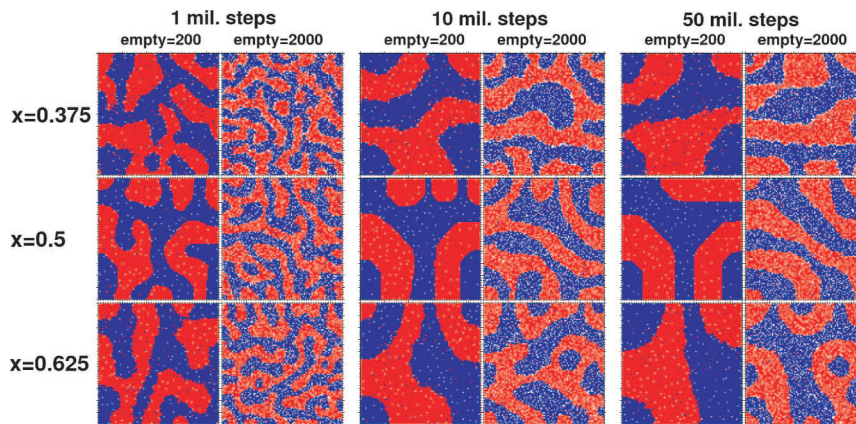 1 mil. steps 10 mil. steps 50 mil. steps
empty=200 empty=2000 empty=200 empty=2000 empty=200 empty=2000
x=0.375
x=0.5
x=0.625